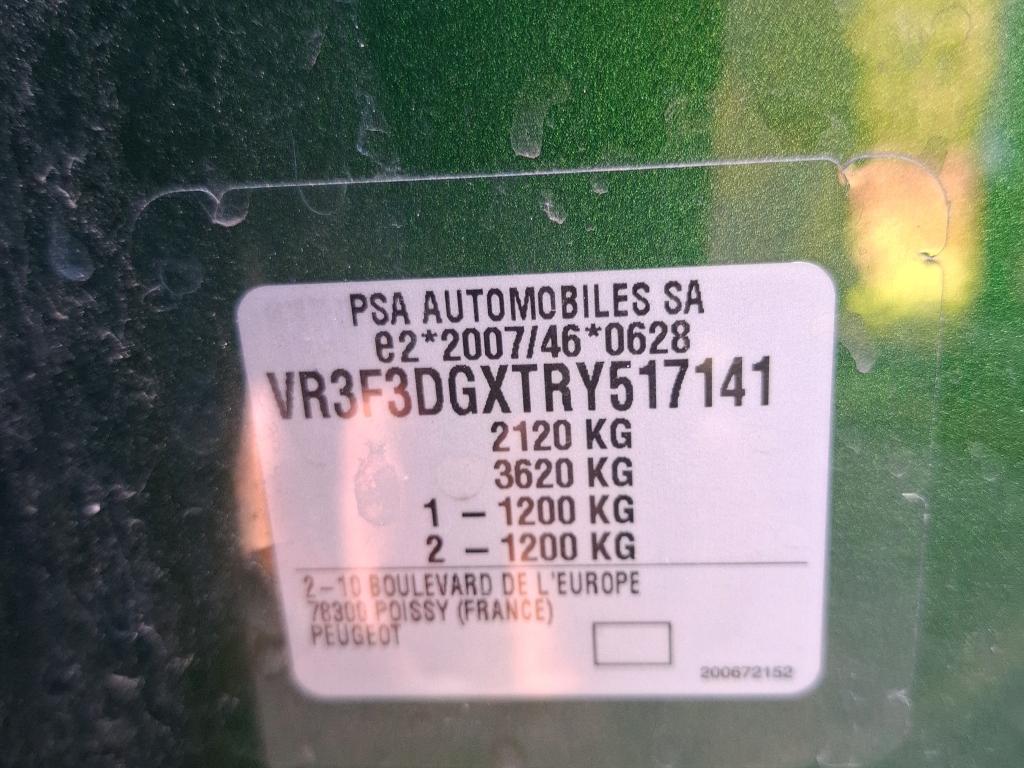 PSA AUTOMOBILES SA
e2*2007/46*0628
VR3F3DGXTRY517141
2120 KG
3620 KG
1 - 1200 KG
2 - 1200 KG
2-10 BOULEVARD DE L'EUROPE
78300 POISSY (FRANCE)
PEUGEOT
200672152